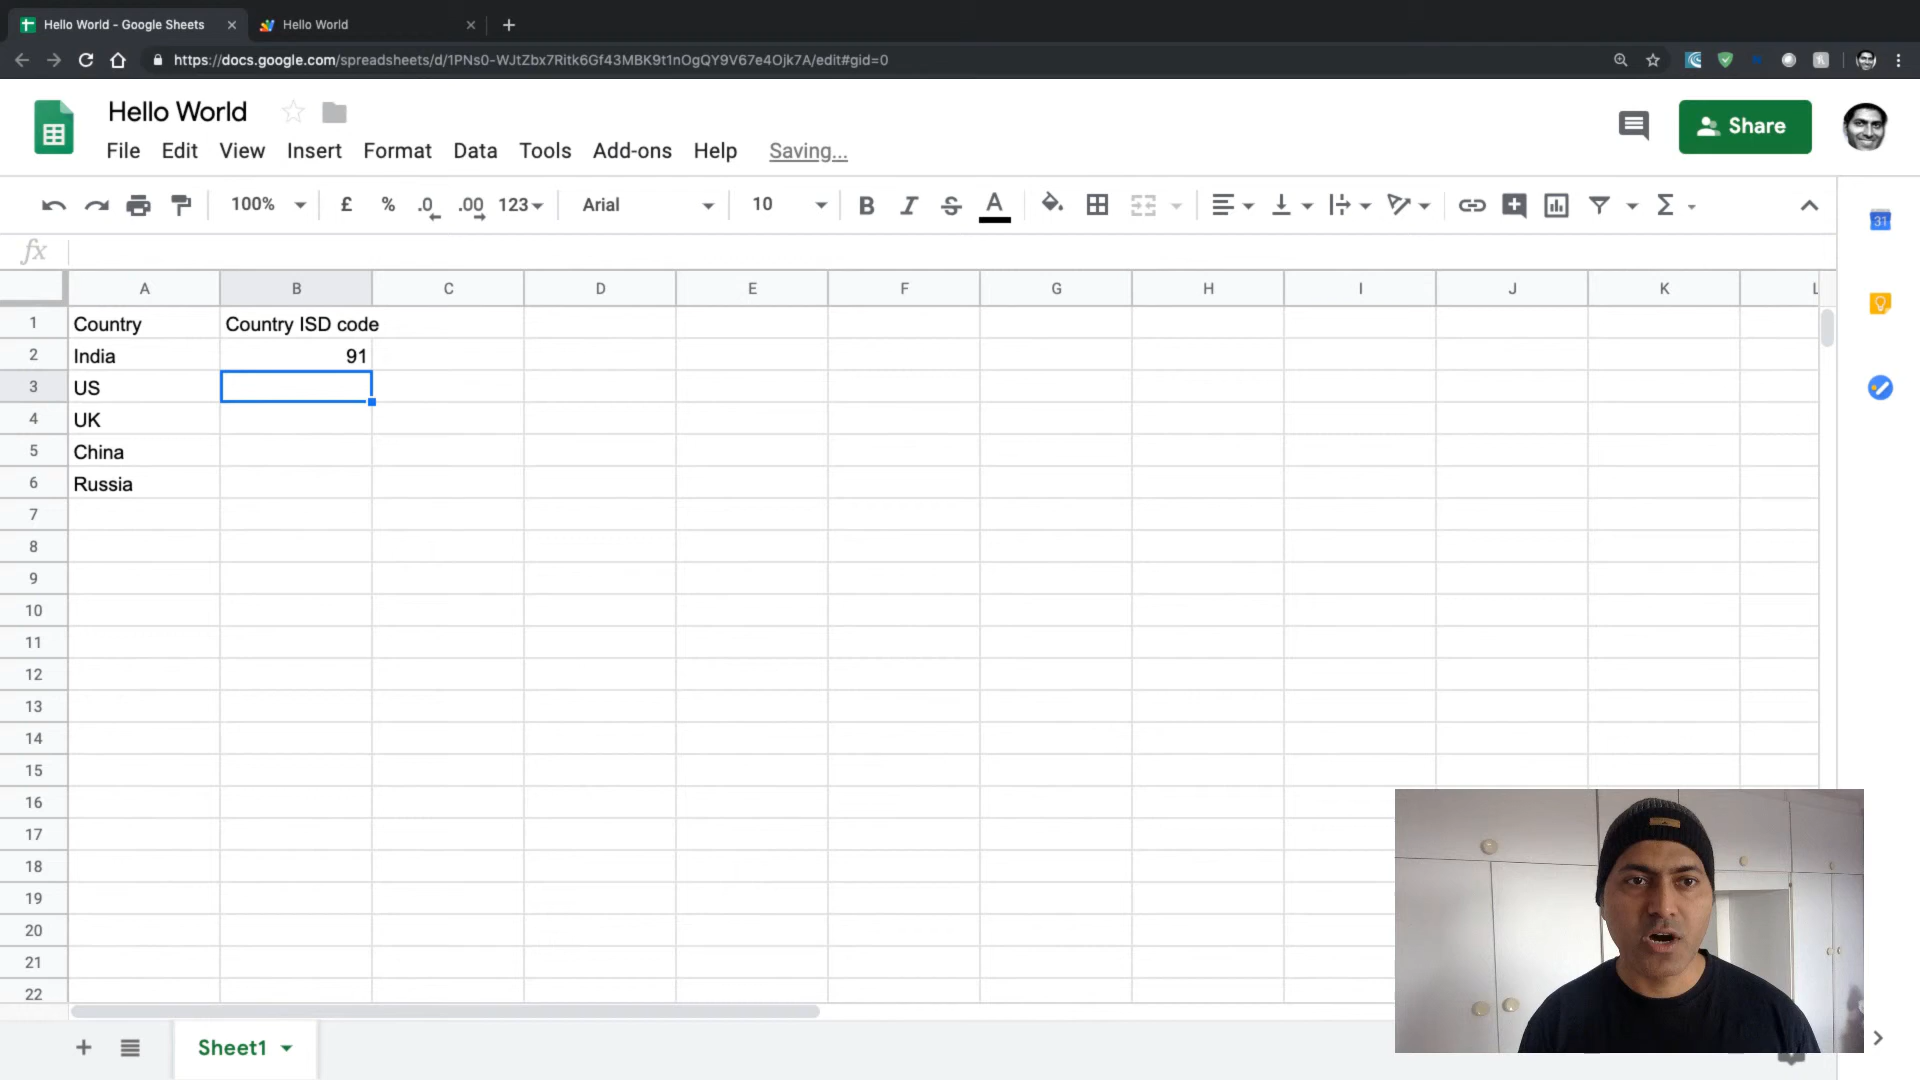 Hello World - Google Sheets
Hello World
https://docs.google.com/spreadsheets/d/1PNs0-WJtZbx7Ritk6Gf43MBK9t1nOgQY9V67e4Ojk7A/edit#gid=0
Hello World
File Edit View Insert Format Data Tools Add-ons Help Saving...
Share
100% £ % .0 .00 123 Arial 10 B I S A Σ
31
fx
A B C D E F G H I J K L
1 Country Country ISD code
2 India 91
3 US
4 UK
5 China
6 Russia
7
8
9
10
11
12
13
14
15
16
17
18
19
20
21
22
Sheet1